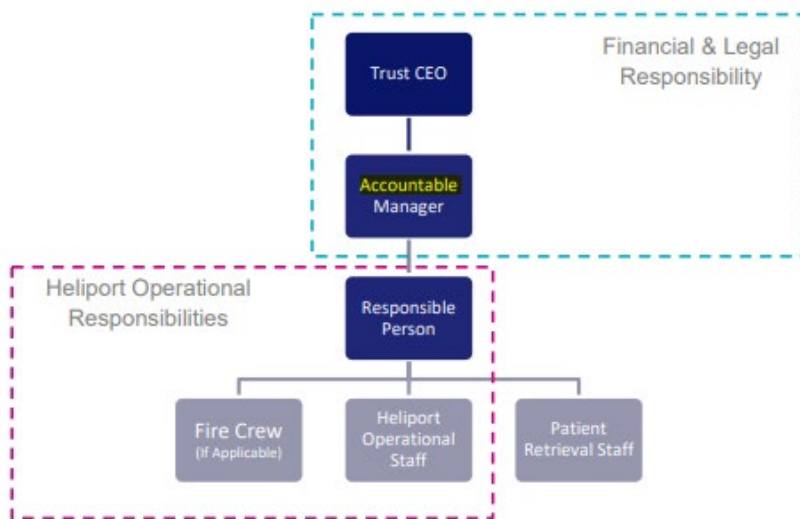 Financial & Legal
Responsibility
Trust CEO
Accountable
Manager
Heliport Operational
Responsibilities
Responsible
Person
Fire Crew
(If Applicable)
Heliport
Operational
Staff
Patient
Retrieval Staff